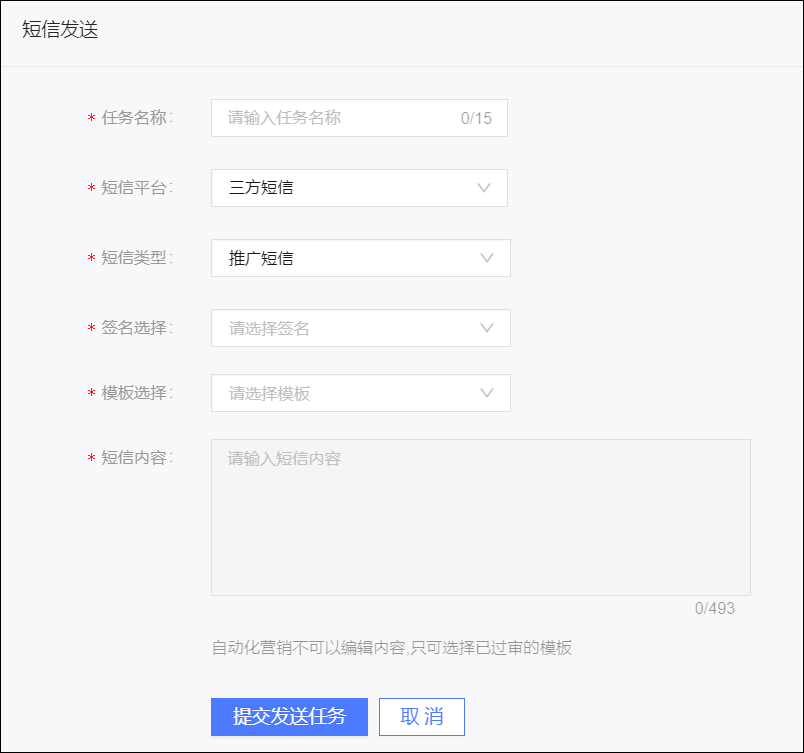 短信发送
* 任务名称: 请输入任务名称 0/15
* 短信平台: 三方短信
* 短信类型: 推广短信
* 签名选择: 请选择签名
* 模板选择: 请选择模板
* 短信内容: 请输入短信内容
0/493
自动化营销不可以编辑内容,只可选择已过审的模板
提交发送任务 取 消